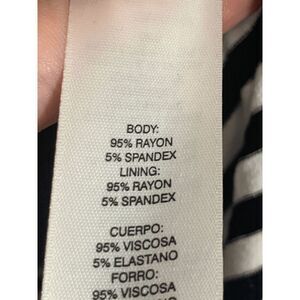 BODY:
95% RAYON
5% SPANDEX
LINING:
95% RAYON
5% SPANDEX
CUERPO:
95% VISCOSA
5% ELASTANO
FORRO:
95% VISCOSA